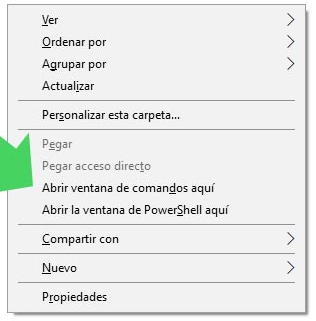 Ver
Ordenar por
Agrupar por
Actualizar
Personalizar esta carpeta...
Pegar
Pegar acceso directo
Abrir ventana de comandos aquí
Abrir la ventana de PowerShell aquí
Compartir con
Nuevo
Propiedades